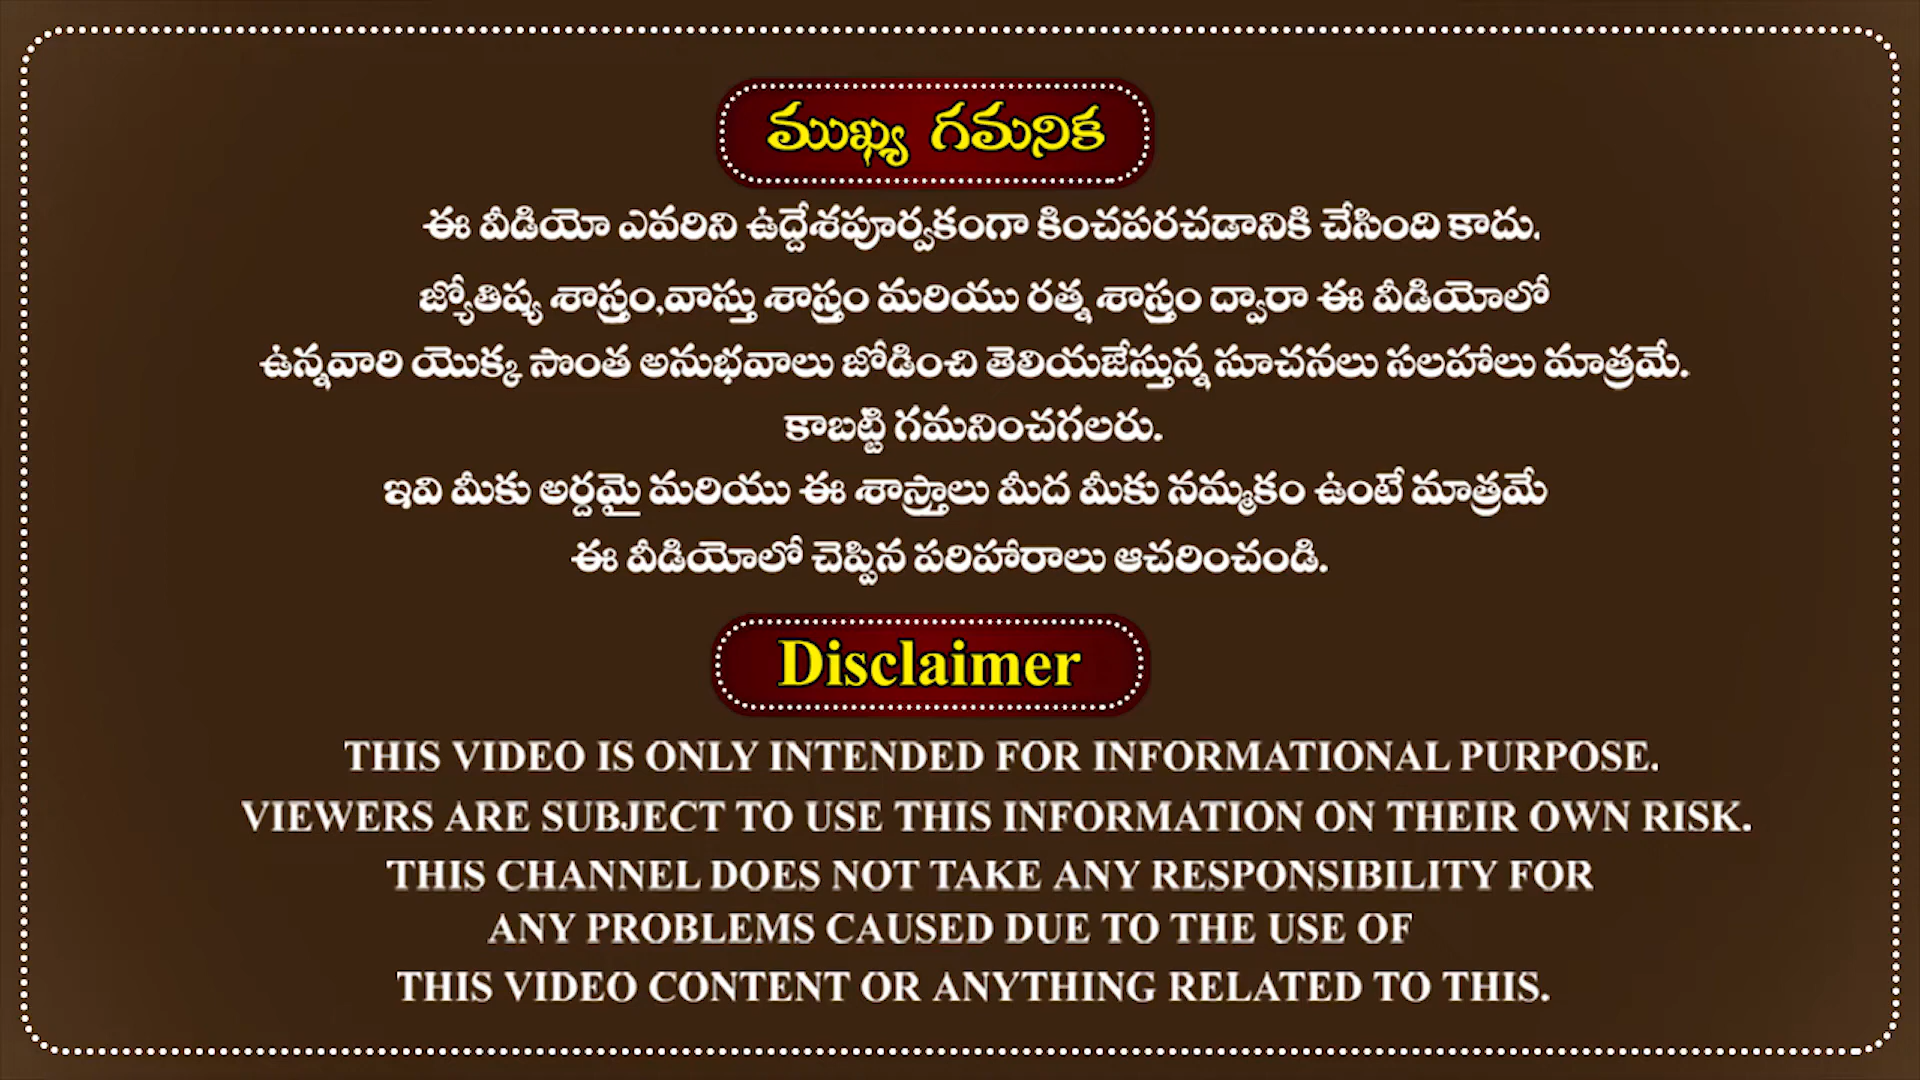 ముఖ్య గమనిక
ఈ వీడియో ఎవరిని ఉద్దేశపూర్వకంగా కించపరచడానికి చేసింది కాదు.
జ్యోతిష్య శాస్త్రం,వాస్తు శాస్త్రం మరియు రత్న శాస్త్రం ద్వారా ఈ వీడియోలో
ఉన్నవారి యొక్క సొంత అనుభవాలు జోడించి తెలియజేస్తున్న సూచనలు సలహాలు మాత్రమే.
కాబట్టి గమనించగలరు.
ఇవి మీకు అర్దమై మరియు ఈ శాస్త్రాలు మీద మీకు నమ్మకం ఉంటే మాత్రమే
ఈ వీడియోలో చెప్పిన పరిహారాలు ఆచరించండి.
Disclaimer
THIS VIDEO IS ONLY INTENDED FOR INFORMATIONAL PURPOSE.
VIEWERS ARE SUBJECT TO USE THIS INFORMATION ON THEIR OWN RISK.
THIS CHANNEL DOES NOT TAKE ANY RESPONSIBILITY FOR
ANY PROBLEMS CAUSED DUE TO THE USE OF
THIS VIDEO CONTENT OR ANYTHING RELATED TO THIS.